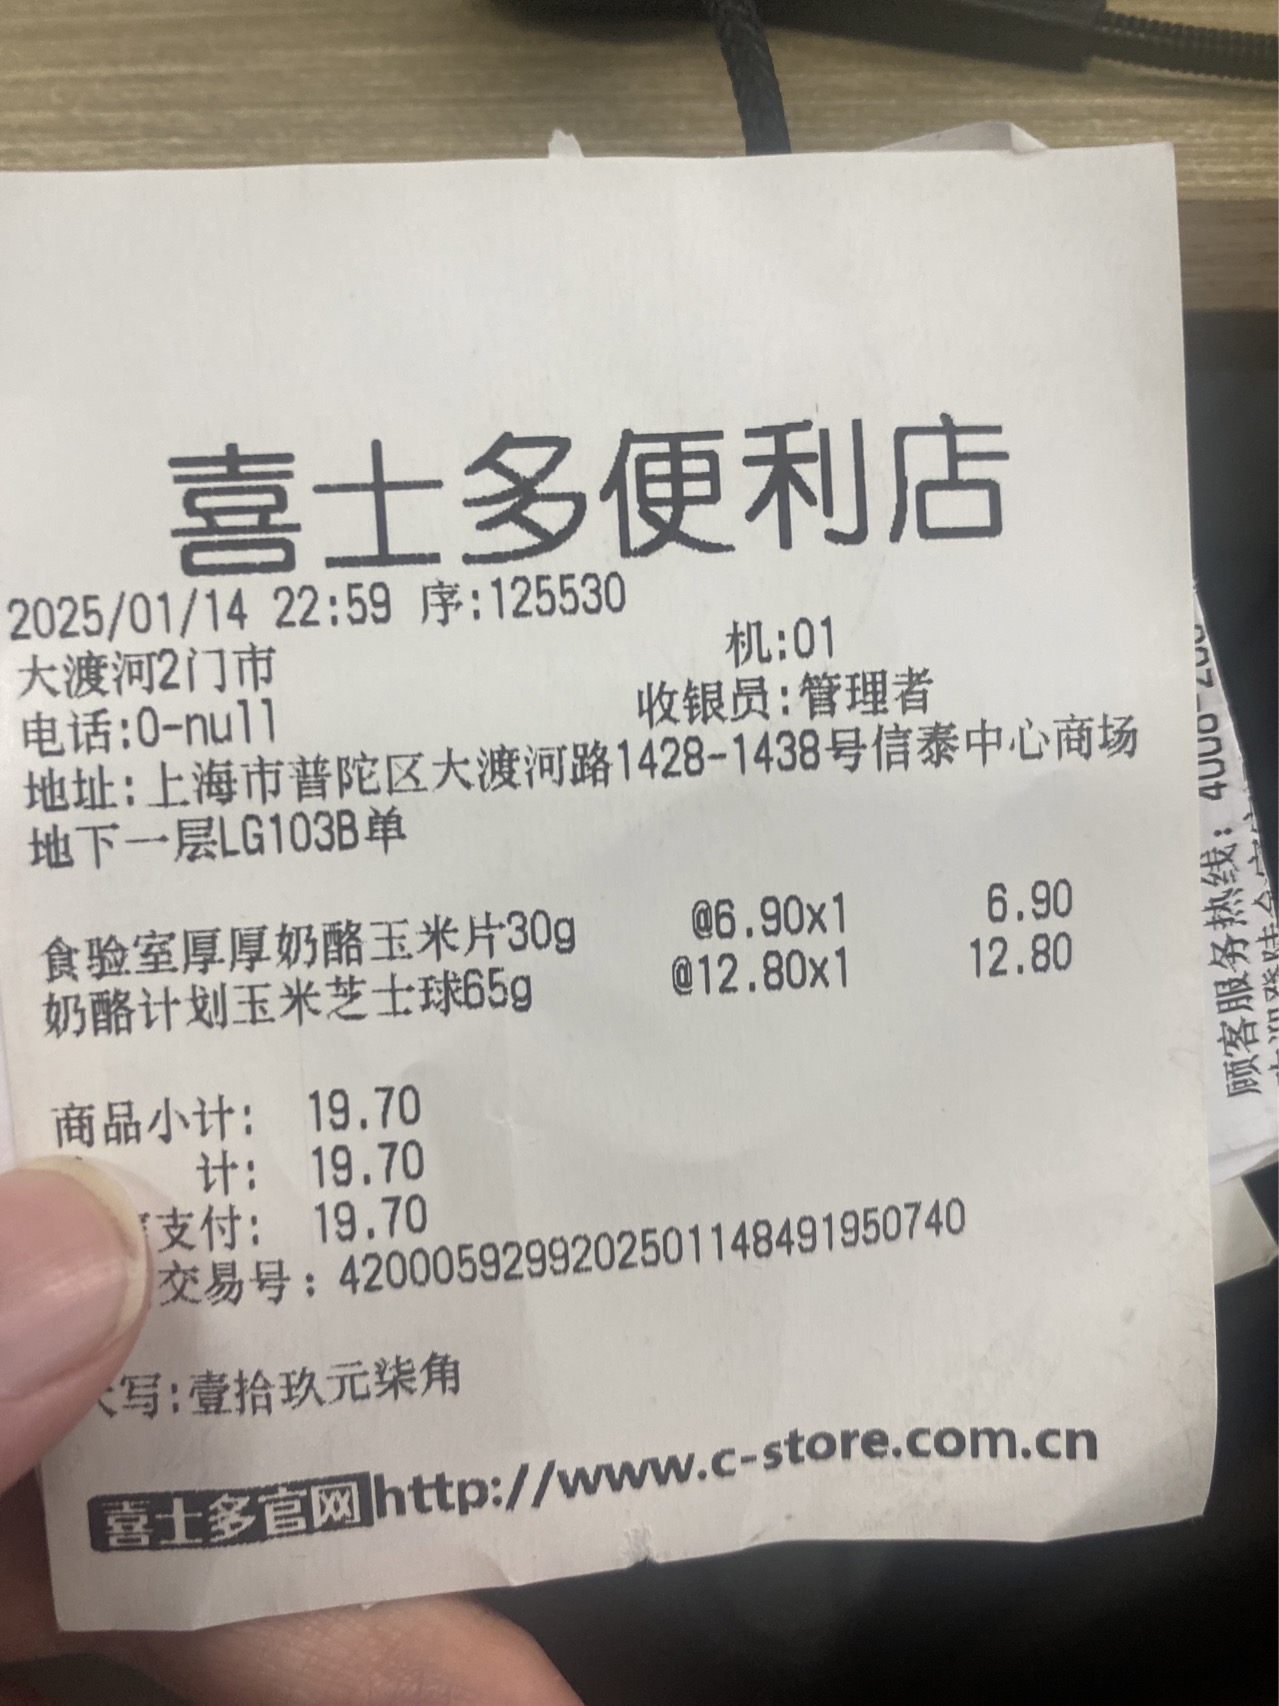 喜士多便利店
2025/01/14 22:59 序:125530
大渡河2门市 机:01
电话:0-null 收银员:管理者
地址:上海市普陀区大渡河路1428-1438号信泰中心商场
地下一层LG103B单
食验室厚厚奶酪玉米片30g @6.90x1 6.90
奶酪计划玉米芝士球65g @12.80x1 12.80
商品小计: 19.70
计: 19.70
支付: 19.70
交易号:4200059299202501148491950740
写:壹拾玖元柒角
喜士多官网http://www.c-store.com.cn
顾客服务热线: